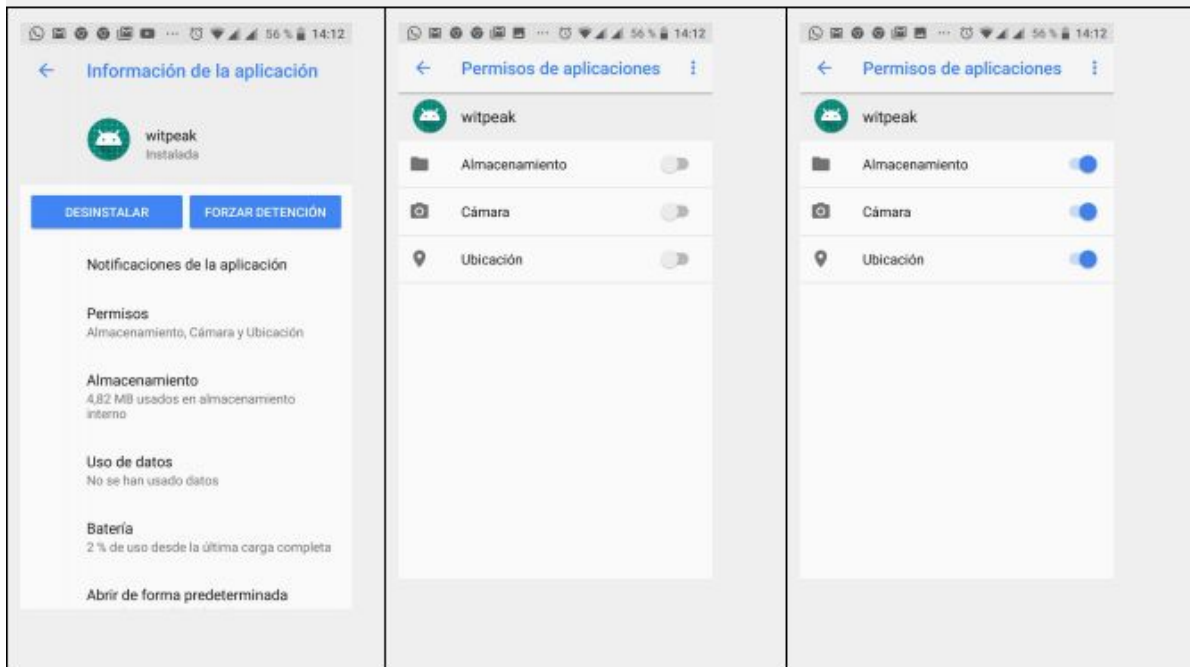 56 % 14:12
Información de la aplicación
witpeak
Instalada
DESINSTALAR FORZAR DETENCIÓN
Notificaciones de la aplicación
Permisos
Almacenamiento, Cámara y Ubicación
Almacenamiento
4,82 MB usados en almacenamiento
interno
Uso de datos
No se han usado datos
Batería
2 % de uso desde la última carga completa
Abrir de forma predeterminada
56 % 14:12
Permisos de aplicaciones
witpeak
Almacenamiento
Cámara
Ubicación
56 % 14:12
Permisos de aplicaciones
witpeak
Almacenamiento
Cámara
Ubicación